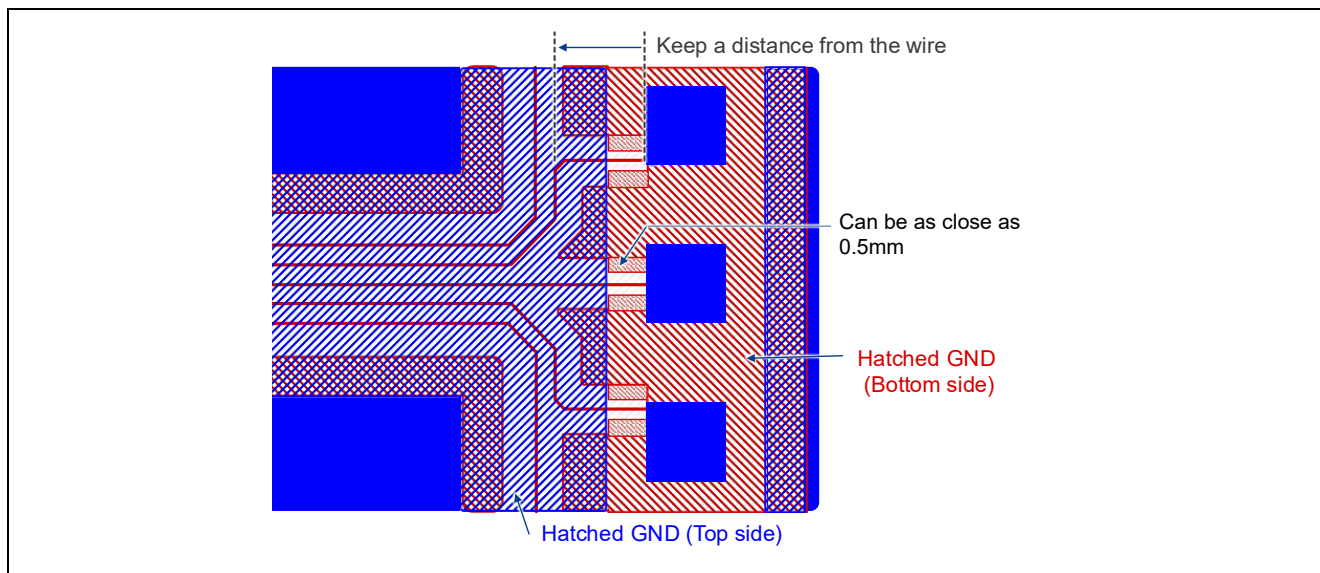 Keep a distance from the wire
Can be as close as
0.5mm
Hatched GND
(Bottom side)
Hatched GND (Top side)